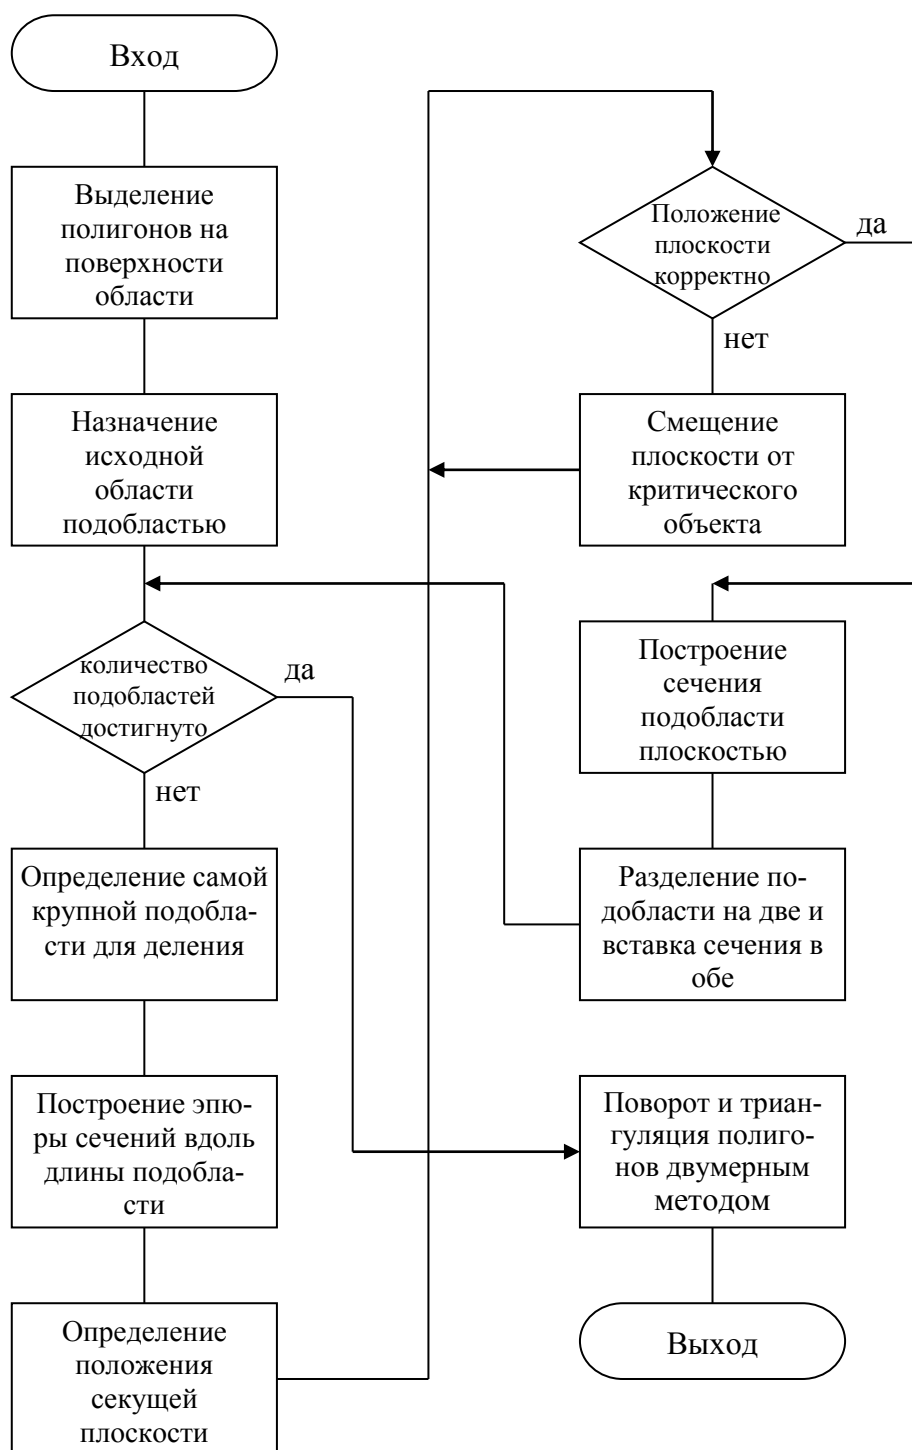 Вход
Выделение
полигонов на
поверхности
области
Назначение
исходной
области
подобластью
количество
подобластей
достигнуто
да
нет
Определение самой
крупной подобла-
сти для деления
Построение эпю-
ры сечений вдоль
длины подобла-
сти
Определение
положения
секущей
плоскости
Положение
плоскости
корректно
да
нет
Смещение
плоскости от
критического
объекта
Построение
сечения
подобласти
плоскостью
Разделение по-
добласти на две и
вставка сечения в
обе
Поворот и триан-
гуляция полиго-
нов двумерным
методом
Выход